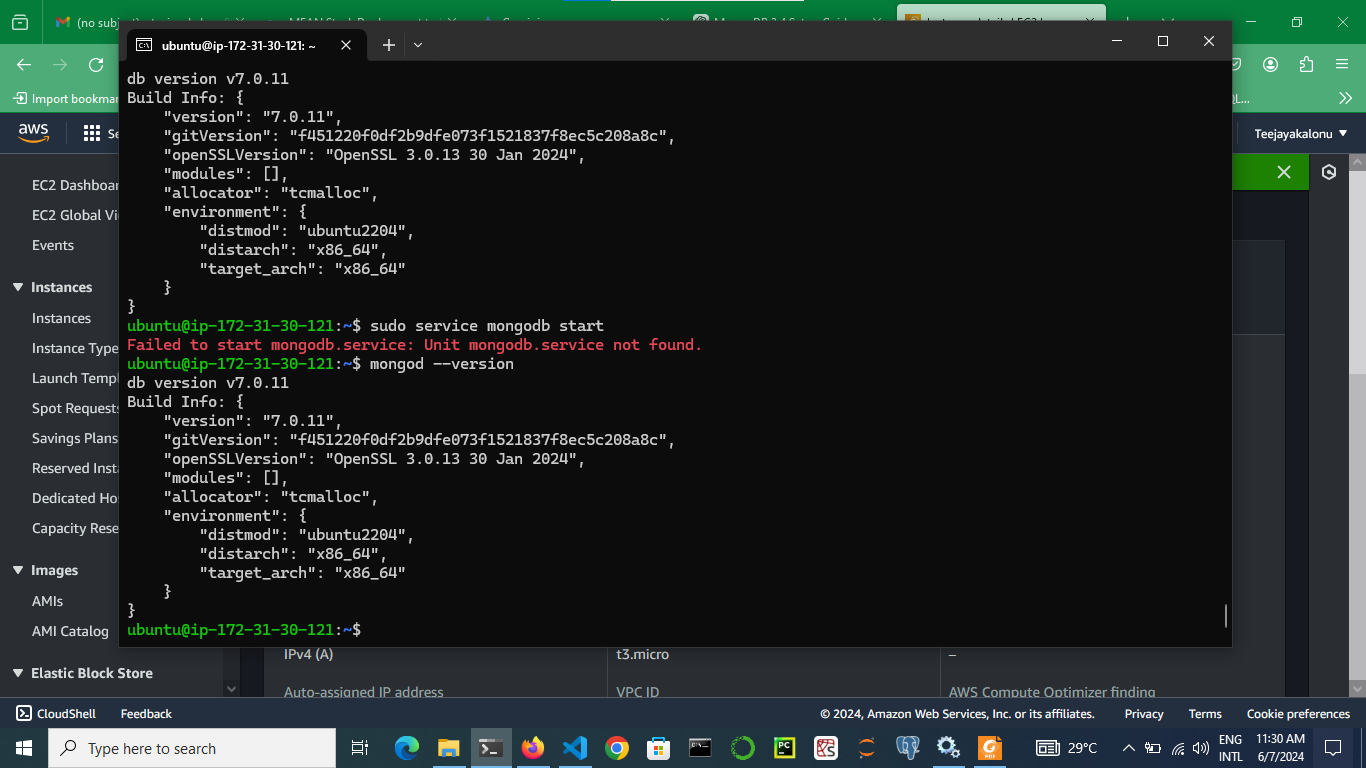 (no subject)
ubuntu@ip-172-31-30-121: ~
db version v7.0.11
Build Info: {
    "version": "7.0.11",
    "gitVersion": "f451220f0df2b9dfe073f1521837f8ec5c208a8c",
    "openSSLVersion": "OpenSSL 3.0.13 30 Jan 2024",
    "modules": [],
    "allocator": "tcmalloc",
    "environment": {
        "distmod": "ubuntu2204",
        "distarch": "x86_64",
        "target_arch": "x86_64"
    }
}
ubuntu@ip-172-31-30-121:~$ sudo service mongodb start
Failed to start mongodb.service: Unit mongodb.service not found.
ubuntu@ip-172-31-30-121:~$ mongod --version
db version v7.0.11
Build Info: {
    "version": "7.0.11",
    "gitVersion": "f451220f0df2b9dfe073f1521837f8ec5c208a8c",
    "openSSLVersion": "OpenSSL 3.0.13 30 Jan 2024",
    "modules": [],
    "allocator": "tcmalloc",
    "environment": {
        "distmod": "ubuntu2204",
        "distarch": "x86_64",
        "target_arch": "x86_64"
    }
}
ubuntu@ip-172-31-30-121:~$
Import bookmar
QL...
aws
Se
Teejayakalonu
EC2 Dashboar
EC2 Global Vi
Events
Instances
Instances
Instance Type
Launch Templ
Spot Requests
Savings Plans
Reserved Insta
Dedicated Ho
Capacity Rese
Images
AMIs
AMI Catalog
Elastic Block Store
IPv4 (A)
t3.micro
–
Auto-assigned IP address
VPC ID
AWS Compute Optimizer finding
CloudShell
Feedback
© 2024, Amazon Web Services, Inc. or its affiliates.
Privacy
Terms
Cookie preferences
Type here to search
PC
29°C
ENG
INTL
11:30 AM
6/7/2024